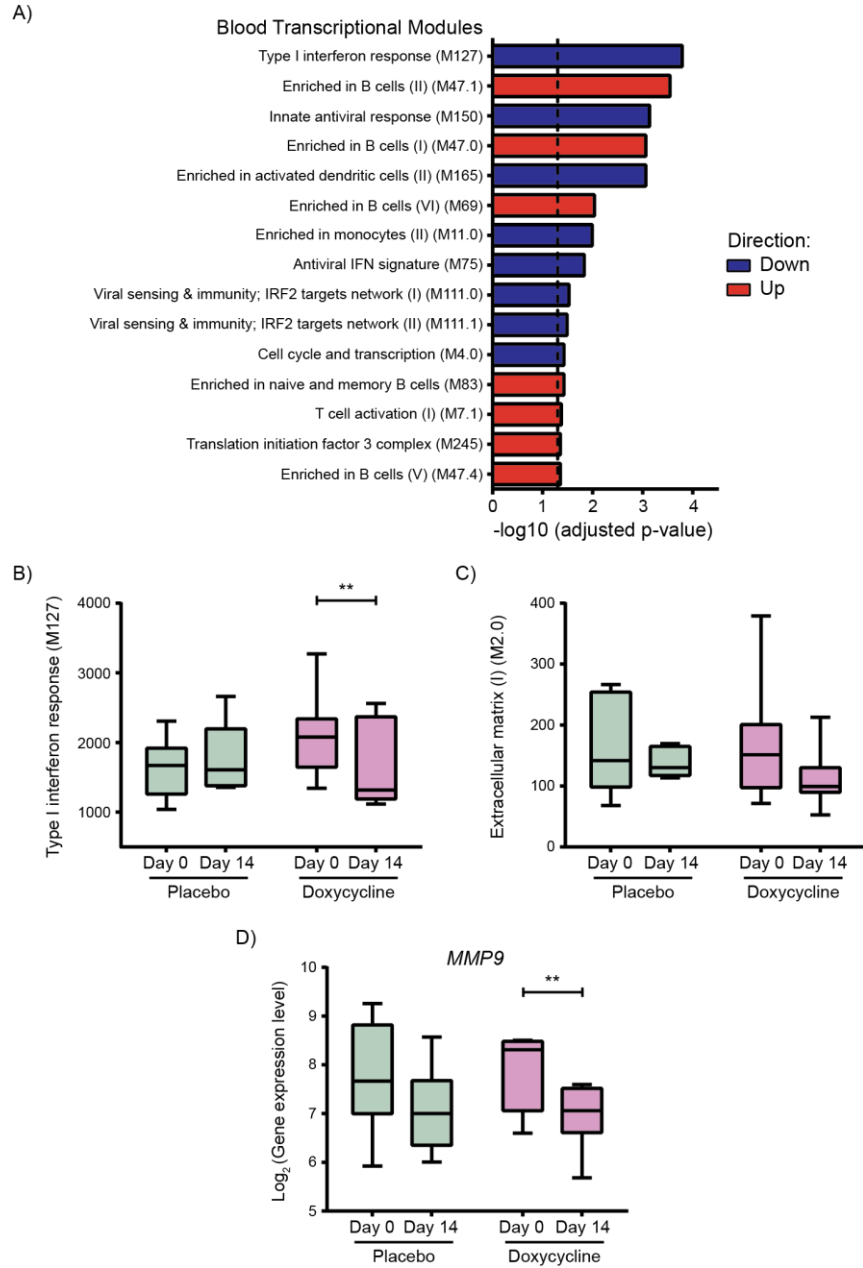 A)
Blood Transcriptional Modules
Type I interferon response (M127)
Enriched in B cells (II) (M47.1)
Innate antiviral response (M150)
Enriched in B cells (I) (M47.0)
Enriched in activated dendritic cells (II) (M165)
Enriched in B cells (VI) (M69)
Enriched in monocytes (II) (M11.0)
Antiviral IFN signature (M75)
Viral sensing & immunity; IRF2 targets network (I) (M111.0)
Viral sensing & immunity; IRF2 targets network (II) (M111.1)
Cell cycle and transcription (M4.0)
Enriched in naive and memory B cells (M83)
T cell activation (I) (M7.1)
Translation initiation factor 3 complex (M245)
Enriched in B cells (V) (M47.4)
0 1 2 3 4
-log10 (adjusted p-value)
Direction:
Down
Up
B)
Type I interferon response (M127)
4000
3000
2000
1000
**
Day 0 Day 14 Day 0 Day 14
Placebo Doxycycline
C)
Extracellular matrix (I) (M2.0)
400
300
200
100
0
Day 0 Day 14 Day 0 Day 14
Placebo Doxycycline
D)
MMP9
Log2 (Gene expression level)
10
9
8
7
6
5
**
Day 0 Day 14 Day 0 Day 14
Placebo Doxycycline